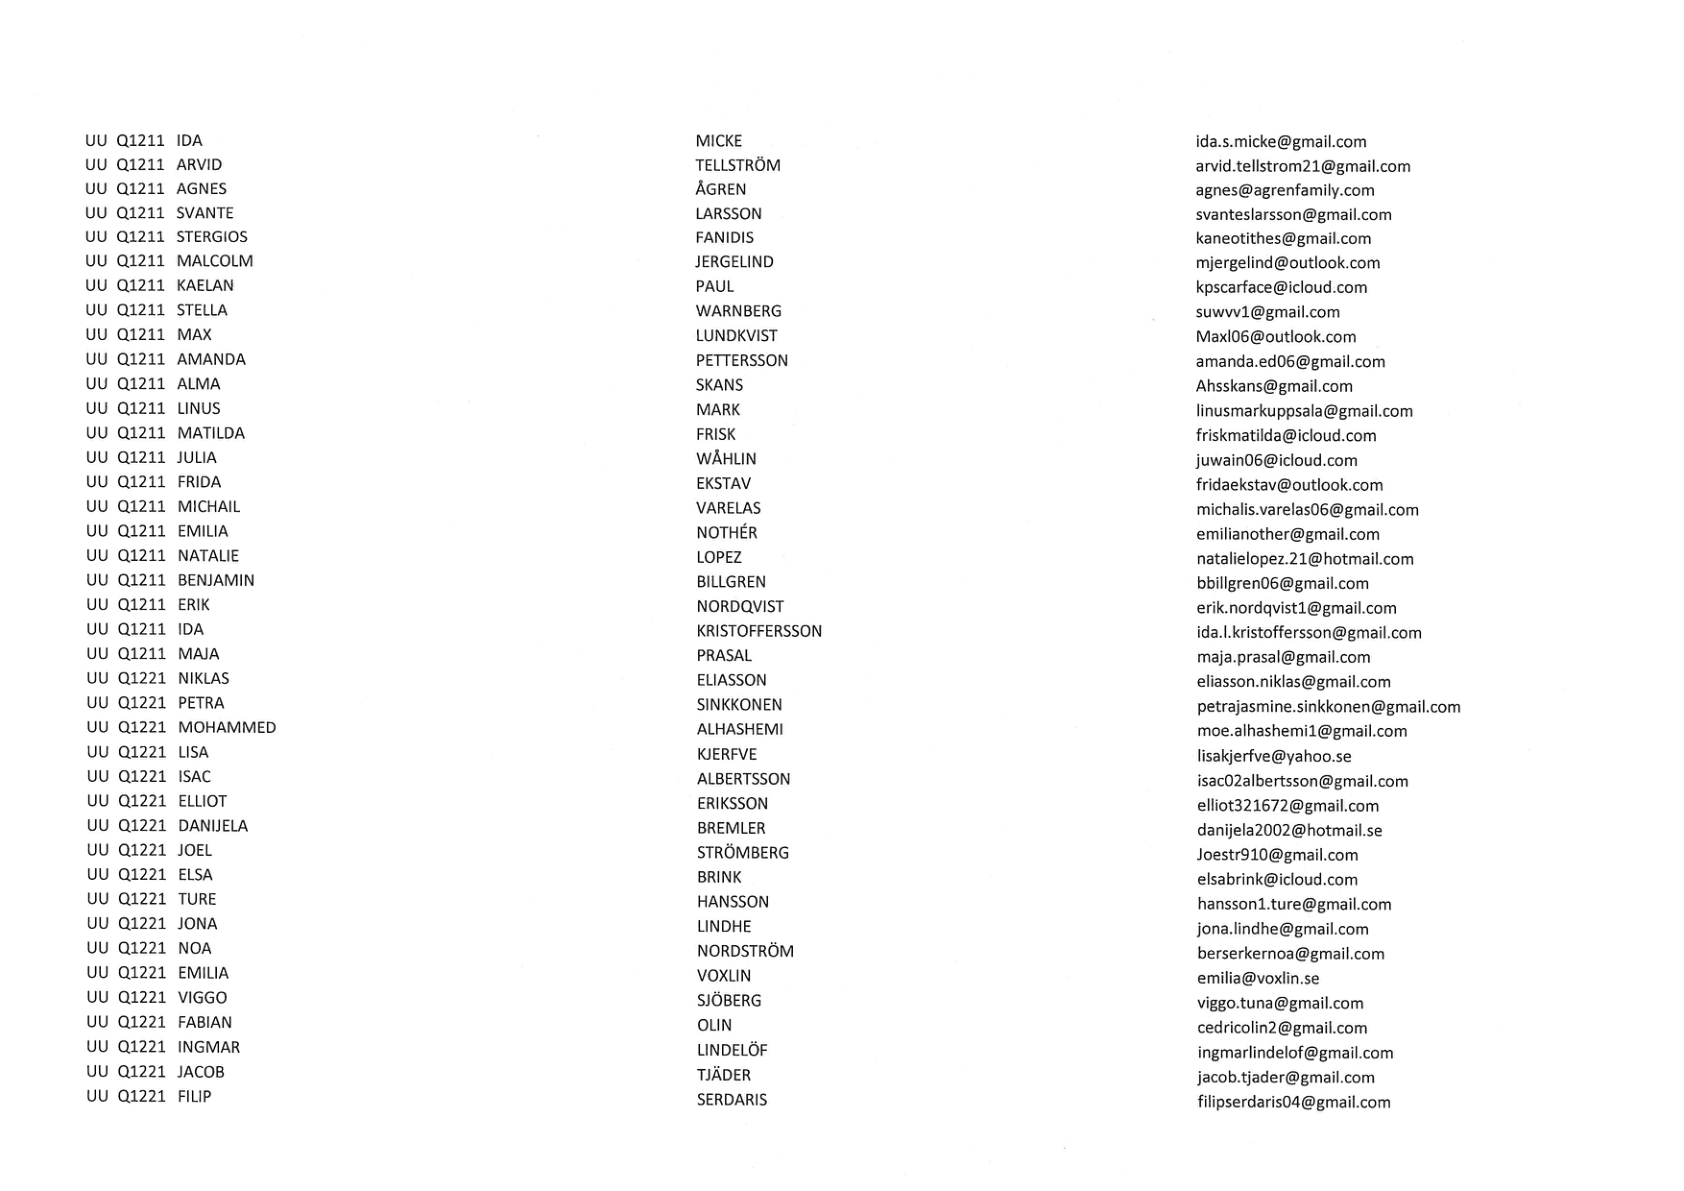 UU Q1211 IDA MICKE ida.s.micke@gmail.com
UU Q1211 ARVID TELLSTRÖM arvid.tellstrom21@gmail.com
UU Q1211 AGNES ÅGREN agnes@agrenfamily.com
UU Q1211 SVANTE LARSSON svanteslarsson@gmail.com
UU Q1211 STERGIOS FANIDIS kaneotithes@gmail.com
UU Q1211 MALCOLM JERGELIND mjergelind@outlook.com
UU Q1211 KAELAN PAUL kpscarface@icloud.com
UU Q1211 STELLA WARNBERG suwvv1@gmail.com
UU Q1211 MAX LUNDKVIST Maxl06@outlook.com
UU Q1211 AMANDA PETTERSSON amanda.ed06@gmail.com
UU Q1211 ALMA SKANS Ahsskans@gmail.com
UU Q1211 LINUS MARK linusmarkuppsala@gmail.com
UU Q1211 MATILDA FRISK friskmatilda@icloud.com
UU Q1211 JULIA WÅHLIN juwain06@icloud.com
UU Q1211 FRIDA EKSTAV fridaekstav@outlook.com
UU Q1211 MICHAIL VARELAS michalis.varelas06@gmail.com
UU Q1211 EMILIA NOTHÉR emilianother@gmail.com
UU Q1211 NATALIE LOPEZ natalielopez.21@hotmail.com
UU Q1211 BENJAMIN BILLGREN bbillgren06@gmail.com
UU Q1211 ERIK NORDQVIST erik.nordqvist1@gmail.com
UU Q1211 IDA KRISTOFFERSSON ida.l.kristoffersson@gmail.com
UU Q1211 MAJA PRASAL maja.prasal@gmail.com
UU Q1221 NIKLAS ELIASSON eliasson.niklas@gmail.com
UU Q1221 PETRA SINKKONEN petrajasmine.sinkkonen@gmail.com
UU Q1221 MOHAMMED ALHASHEMI moe.alhashemi1@gmail.com
UU Q1221 LISA KJERFVE lisakjerfve@yahoo.se
UU Q1221 ISAC ALBERTSSON isac02albertsson@gmail.com
UU Q1221 ELLIOT ERIKSSON elliot321672@gmail.com
UU Q1221 DANIJELA BREMLER danijela2002@hotmail.se
UU Q1221 JOEL STRÖMBERG Joestr910@gmail.com
UU Q1221 ELSA BRINK elsabrink@icloud.com
UU Q1221 TURE HANSSON hansson1.ture@gmail.com
UU Q1221 JONA LINDHE jona.lindhe@gmail.com
UU Q1221 NOA NORDSTRÖM berserkernoa@gmail.com
UU Q1221 EMILIA VOXLIN emilia@voxlin.se
UU Q1221 VIGGO SJÖBERG viggo.tuna@gmail.com
UU Q1221 FABIAN OLIN cedricolin2@gmail.com
UU Q1221 INGMAR LINDELÖF ingmarlindelof@gmail.com
UU Q1221 JACOB TJÄDER jacob.tjader@gmail.com
UU Q1221 FILIP SERDARIS filipserdaris04@gmail.com